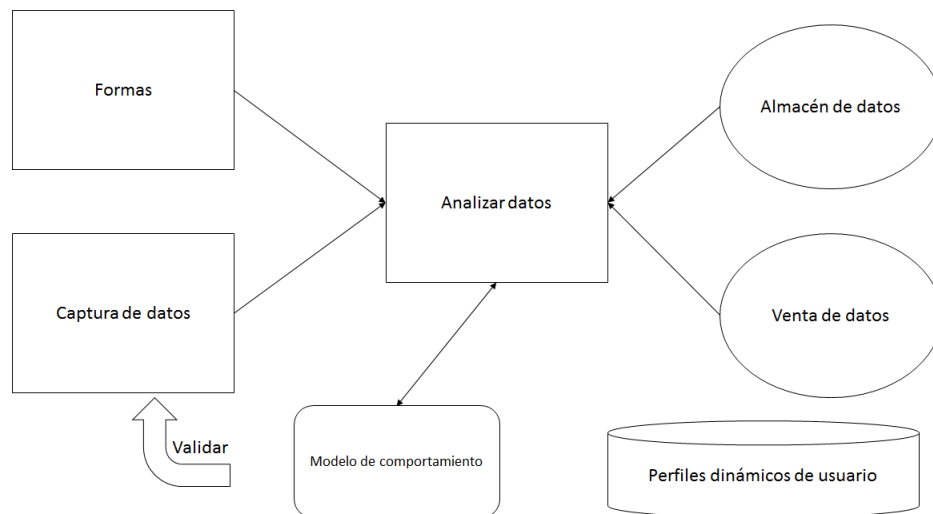 Formas
Almacén de datos
Analizar datos
Captura de datos
Venta de datos
Validar
Modelo de comportamiento
Perfiles dinámicos de usuario